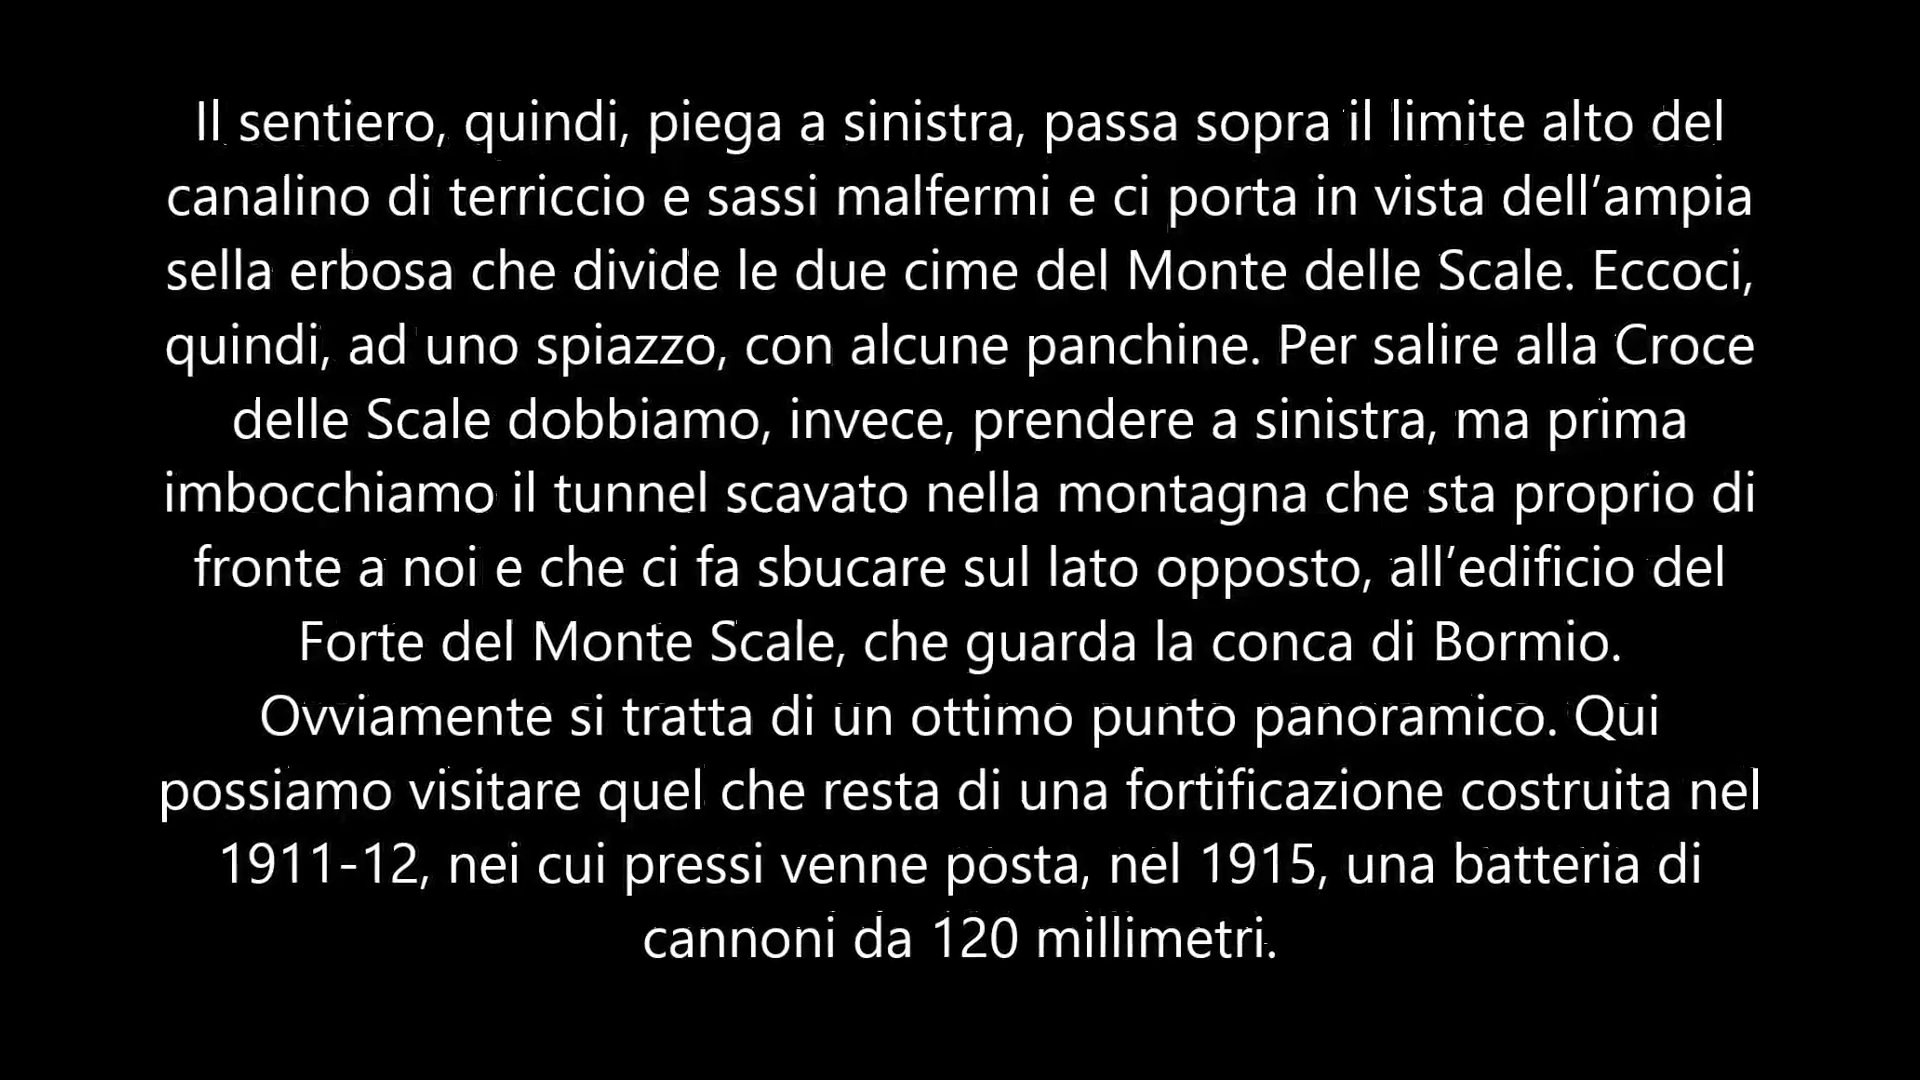 Il sentiero, quindi, piega a sinistra, passa sopra il limite alto del
canalino di terriccio e sassi malfermi e ci porta in vista dell’ampia
sella erbosa che divide le due cime del Monte delle Scale. Eccoci,
quindi, ad uno spiazzo, con alcune panchine. Per salire alla Croce
delle Scale dobbiamo, invece, prendere a sinistra, ma prima
imbocchiamo il tunnel scavato nella montagna che sta proprio di
fronte a noi e che ci fa sbucare sul lato opposto, all’edificio del
Forte del Monte Scale, che guarda la conca di Bormio.
Ovviamente si tratta di un ottimo punto panoramico. Qui
possiamo visitare quel che resta di una fortificazione costruita nel
1911-12, nei cui pressi venne posta, nel 1915, una batteria di
cannoni da 120 millimetri.